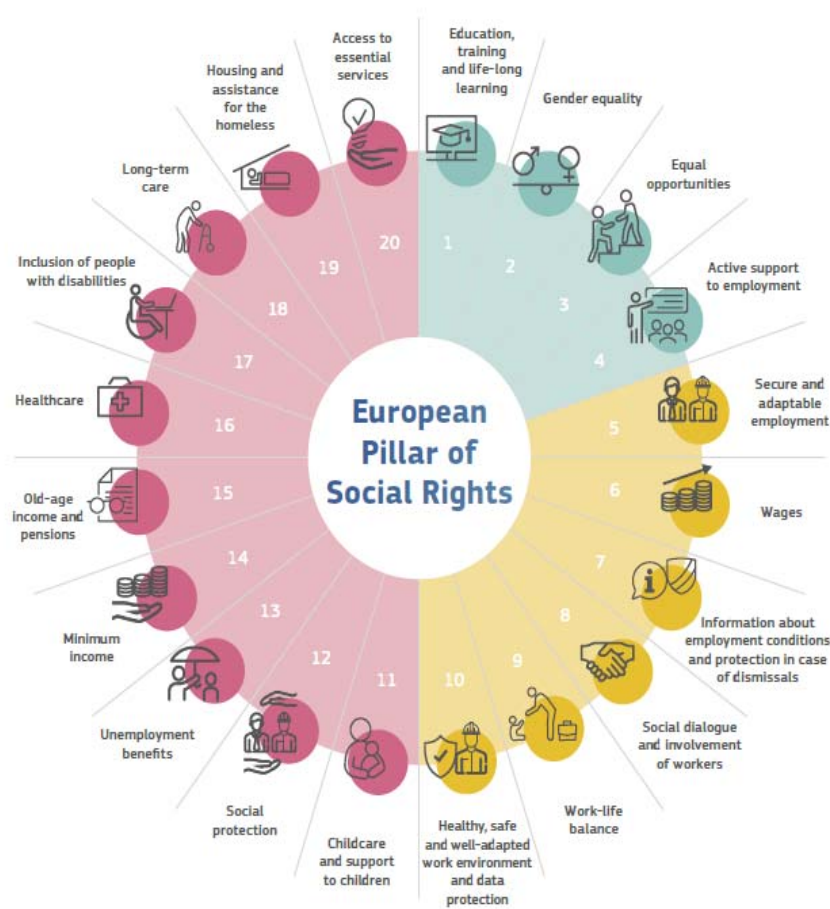 European
Pillar of
Social Rights
1
Education,
training
and life-long
learning
2
Gender equality
3
Equal
opportunities
4
Active support
to employment
5
Secure and
adaptable
employment
6
Wages
7
Information about
employment conditions
and protection in case
of dismissals
8
Social dialogue
and involvement
of workers
9
Work-life
balance
10
Healthy, safe
and well-adapted
work environment
and data
protection
11
Childcare
and support
to children
12
Social
protection
13
Unemployment
benefits
14
Minimum
income
15
Old-age
income and
pensions
16
Healthcare
17
Inclusion of people
with disabilities
18
Long-term
care
19
Housing and
assistance
for the
homeless
20
Access to
essential
services